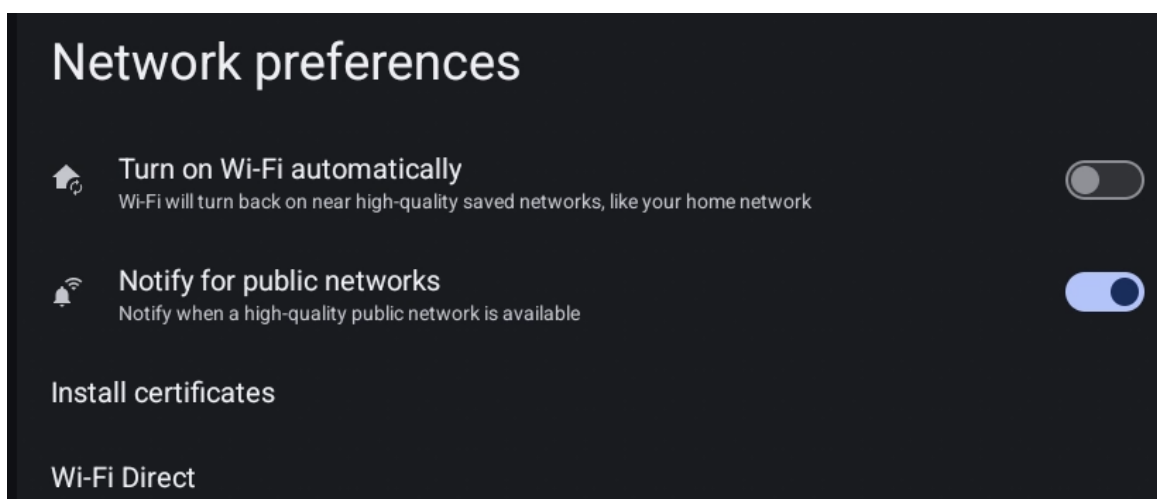 Network preferences
Turn on Wi-Fi automatically
Wi-Fi will turn back on near high-quality saved networks, like your home network
Notify for public networks
Notify when a high-quality public network is available
Install certificates
Wi-Fi Direct